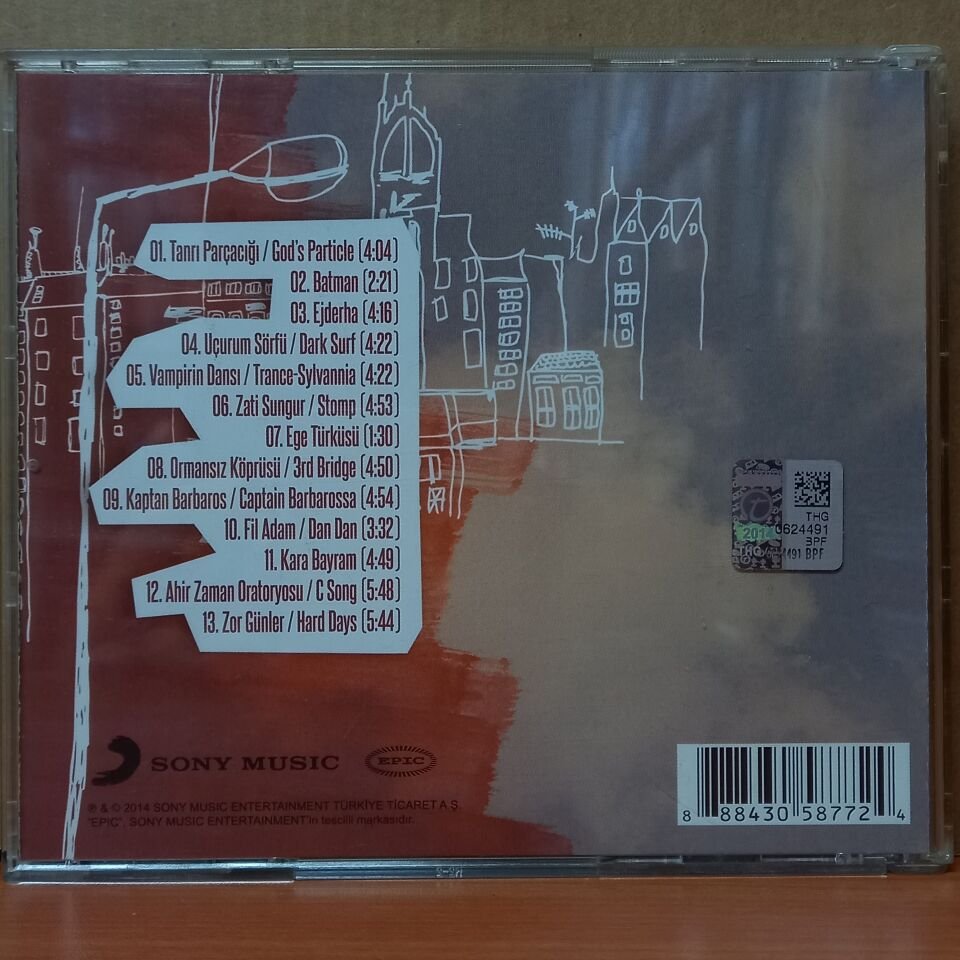 01. Tanrı Parçacığı / God's Particle (4:04)
02. Batman (2:21)
03. Ejderha (4:16)
04. Uçurum Sörfü / Dark Surf (4:22)
05. Vampirin Dansı / Trance-Sylvannia (4:22)
06. Zati Sungur / Stomp (4:53)
07. Ege Türküsü (1:30)
08. Ormansız Köprüsü / 3rd Bridge (4:50)
09. Kaptan Barbaros / Captain Barbarossa (4:54)
10. Fil Adam / Dan Dan (3:32)
11. Kara Bayram (4:49)
12. Ahir Zaman Oratoryosu / C Song (5:48)
13. Zor Günler / Hard Days (5:44)
THG
2014 0624491
BPF
THG 4491 BPF
SONY MUSIC EPIC
℗ & © 2014 SONY MUSIC ENTERTAINMENT TÜRKİYE TİCARET A.Ş.
"EPIC", SONY MUSIC ENTERTAINMENT'in tescilli markasıdır.
8 88430 58772 4